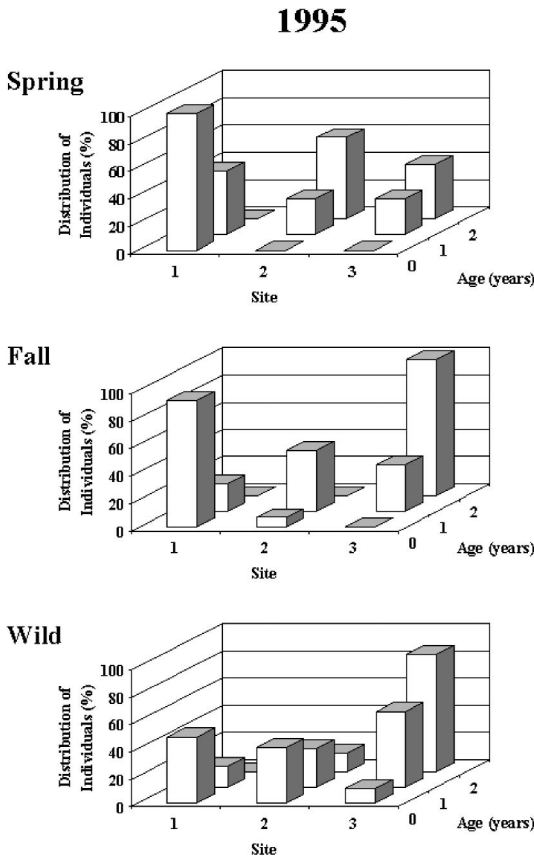 1995
Spring
Distribution of
Individuals (%)
100
80
60
40
20
0
1 2 3
Site
0 1 2
Age (years)
Fall
Distribution of
Individuals (%)
100
80
60
40
20
0
1 2 3
Site
0 1 2
Age (years)
Wild
Distribution of
Individuals (%)
100
80
60
40
20
0
1 2 3
Site
0 1 2
Age (years)